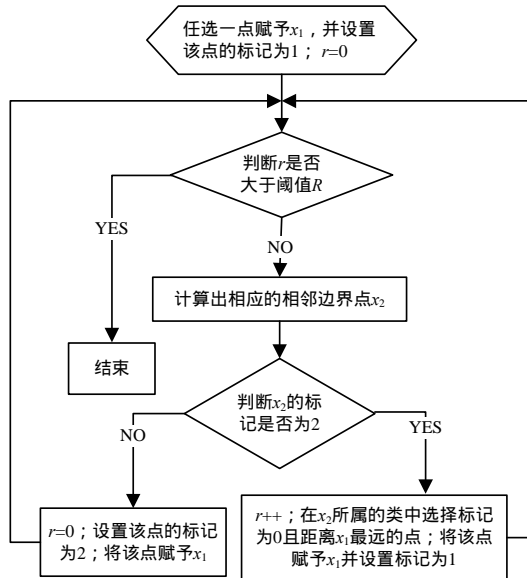 任选一点赋予x₁，并设置
该点的标记为1；r=0
判断r是否
大于阈值R
YES
NO
计算出相应的相邻边界点x₂
结束
判断x₂的标
记是否为2
NO
YES
r=0；设置该点的标记
为2；将该点赋予x₁
r++；在x₂所属的类中选择标记
为0且距离x₁最远的点；将该点
赋予x₁并设置标记为1